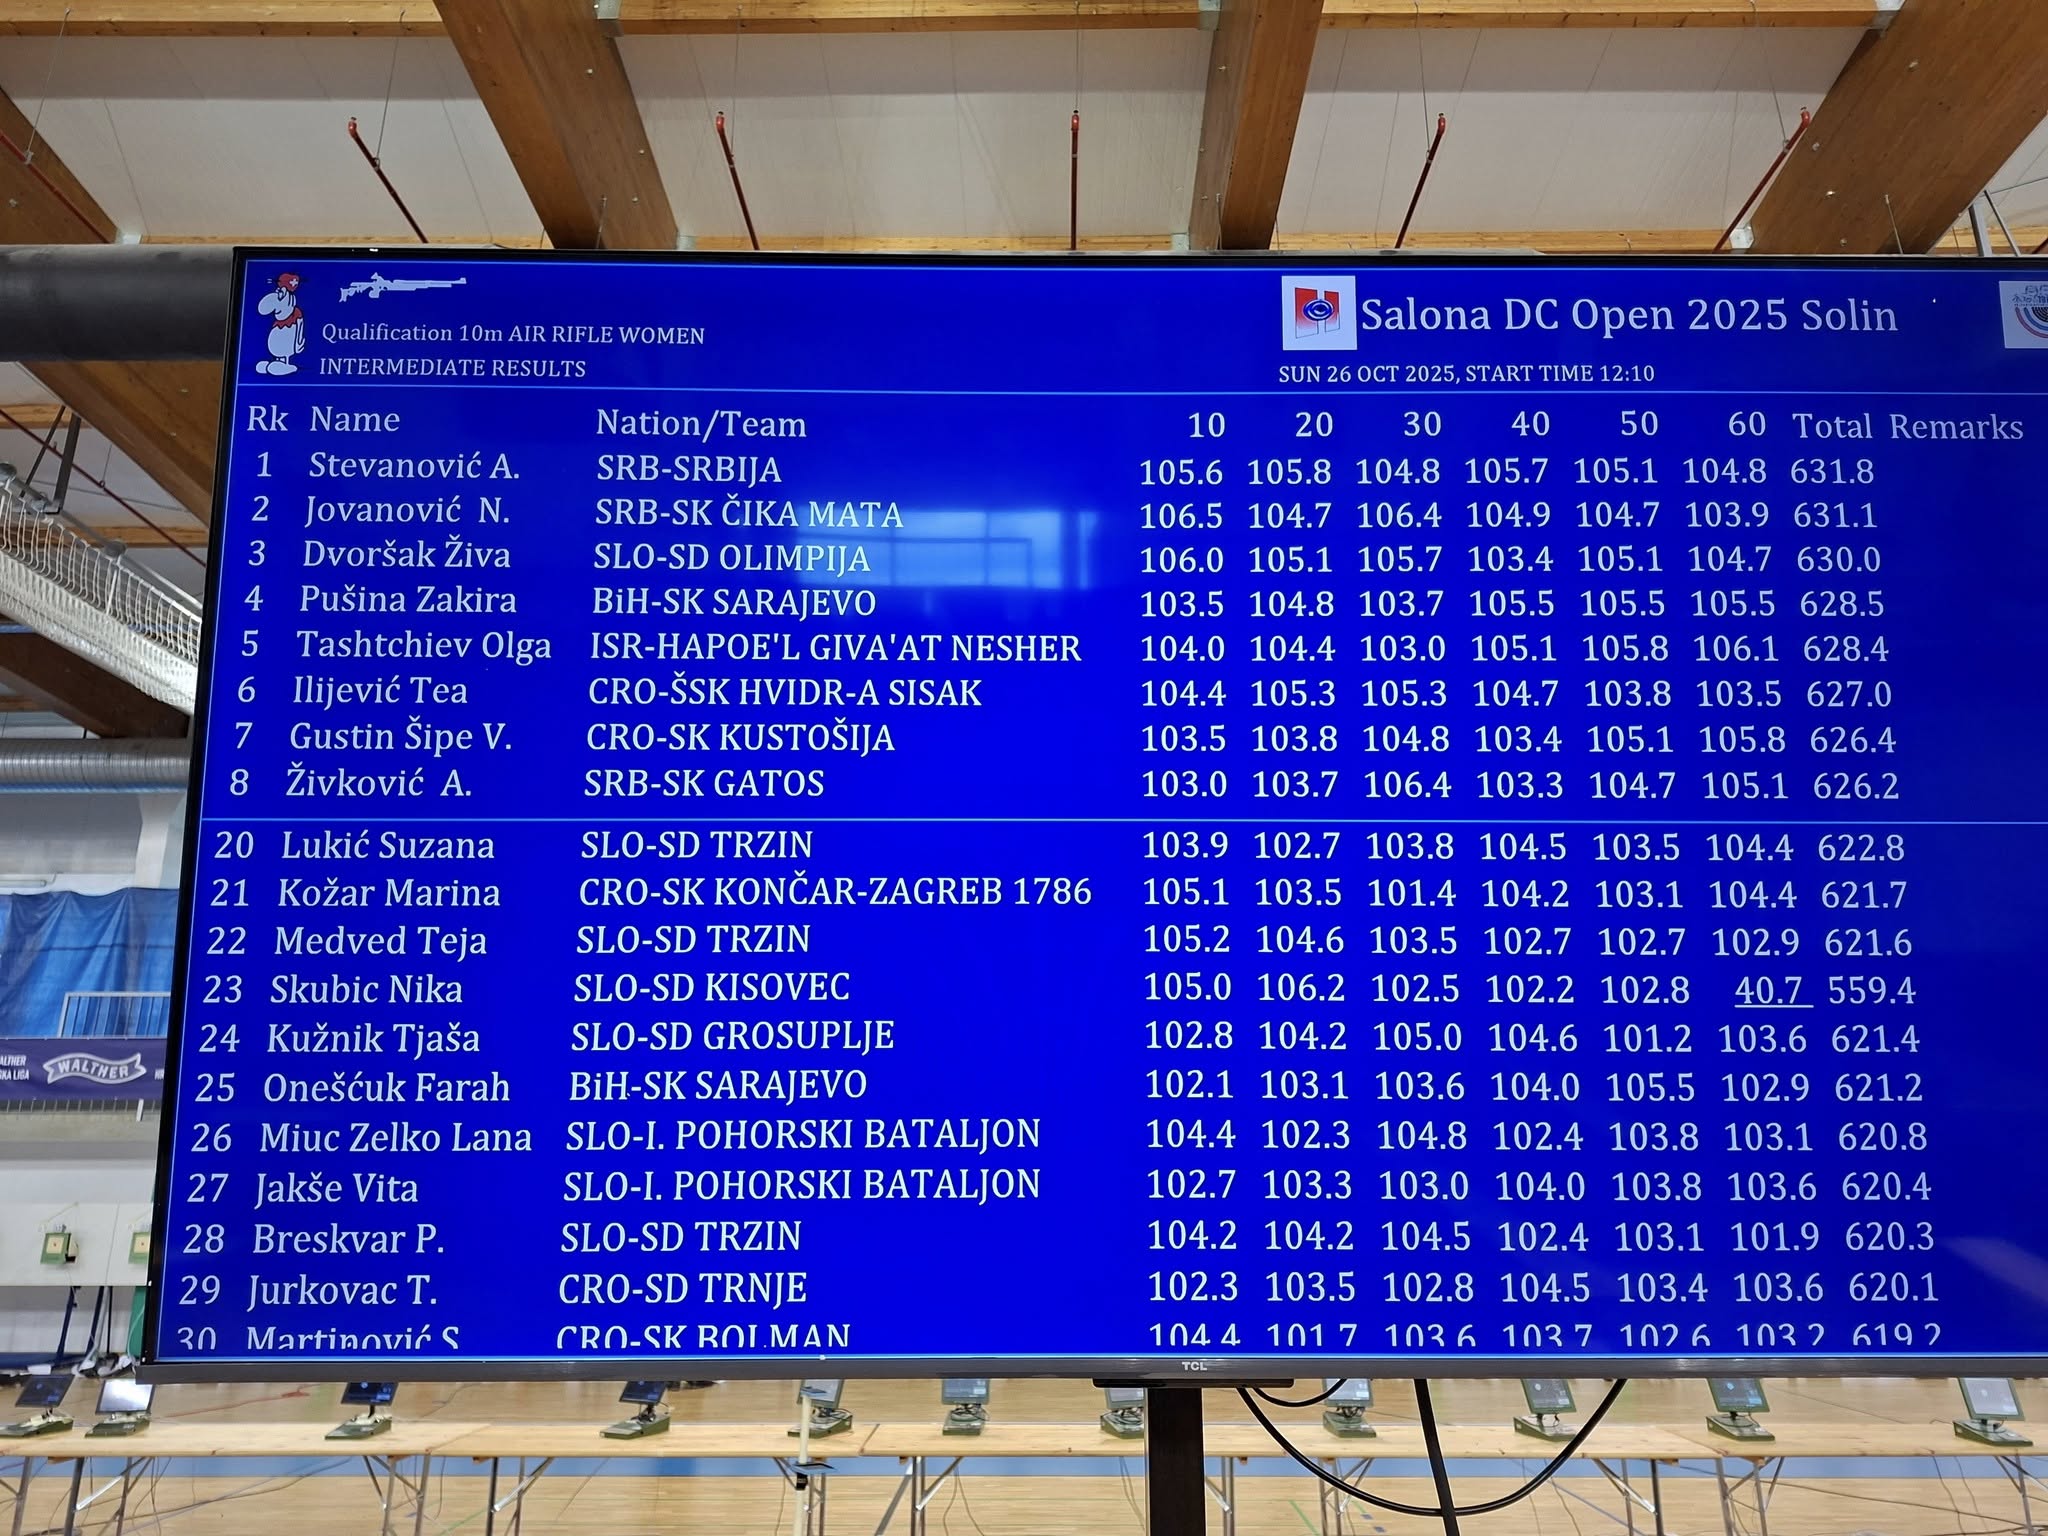 Qualification 10m AIR RIFLE WOMEN
INTERMEDIATE RESULTS
Salona DC Open 2025 Solin
SUN 26 OCT 2025, START TIME 12:10
Rk Name Nation/Team 10 20 30 40 50 60 Total Remarks
1 Stevanović A. SRB-SRBIJA 105.6 105.8 104.8 105.7 105.1 104.8 631.8
2 Jovanović N. SRB-SK ČIKA MATA 106.5 104.7 106.4 104.9 104.7 103.9 631.1
3 Dvoršak Živa SLO-SD OLIMPIJA 106.0 105.1 105.7 103.4 105.1 104.7 630.0
4 Pušina Zakira BiH-SK SARAJEVO 103.5 104.8 103.7 105.5 105.5 105.5 628.5
5 Tashtchiev Olga ISR-HAPOE'L GIVA'AT NESHER 104.0 104.4 103.0 105.1 105.8 106.1 628.4
6 Ilijević Tea CRO-ŠSK HVIDR-A SISAK 104.4 105.3 105.3 104.7 103.8 103.5 627.0
7 Gustin Šipe V. CRO-SK KUSTOŠIJA 103.5 103.8 104.8 103.4 105.1 105.8 626.4
8 Živković A. SRB-SK GATOS 103.0 103.7 106.4 103.3 104.7 105.1 626.2
20 Lukić Suzana SLO-SD TRZIN 103.9 102.7 103.8 104.5 103.5 104.4 622.8
21 Kožar Marina CRO-SK KONČAR-ZAGREB 1786 105.1 103.5 101.4 104.2 103.1 104.4 621.7
22 Medved Teja SLO-SD TRZIN 105.2 104.6 103.5 102.7 102.7 102.9 621.6
23 Skubic Nika SLO-SD KISOVEC 105.0 106.2 102.5 102.2 102.8 40.7 559.4
24 Kužnik Tjaša SLO-SD GROSUPLJE 102.8 104.2 105.0 104.6 101.2 103.6 621.4
25 Onešćuk Farah BiH-SK SARAJEVO 102.1 103.1 103.6 104.0 105.5 102.9 621.2
26 Miuc Zelko Lana SLO-I. POHORSKI BATALJON 104.4 102.3 104.8 102.4 103.8 103.1 620.8
27 Jakše Vita SLO-I. POHORSKI BATALJON 102.7 103.3 103.0 104.0 103.8 103.6 620.4
28 Breskvar P. SLO-SD TRZIN 104.2 104.2 104.5 102.4 103.1 101.9 620.3
29 Jurkovac T. CRO-SD TRNJE 102.3 103.5 102.8 104.5 103.4 103.6 620.1
30 Martinović S. CRO-SK BOLMAN 104.4 101.7 103.6 103.7 102.6 103.2 619.2
TCL
WALTHER